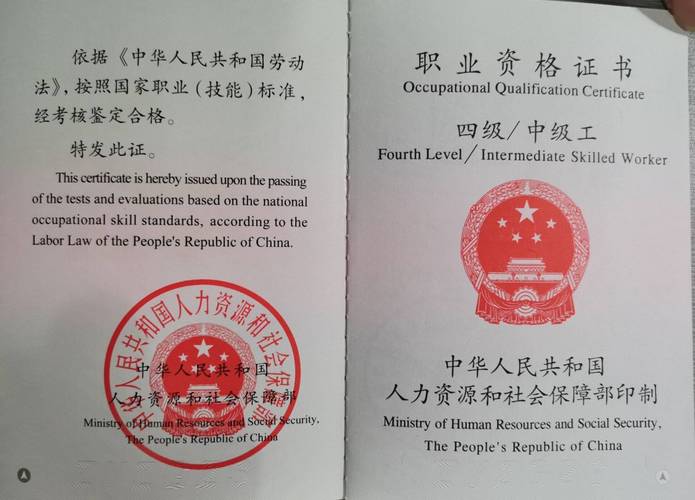 依据《中华人民共和国劳动
法》，按照国家职业（技能）标准，
经考核鉴定合格。
特发此证。
This certificate is hereby issued upon the passing
of the tests and evaluations based on the national
occupational skill standards, according to the
Labor Law of the People's Republic of China.
中华人民共和国人力资源和社会保障部
中华人民共和国
人力资源和社会保障部
Ministry of Human Resources and Social Security,
The People's Republic of China
职业资格证书
Occupational Qualification Certificate
四级/中级工
Fourth Level/Intermediate Skilled Worker
中华人民共和国
人力资源和社会保障部印制
Ministry of Human Resources and Social Security,
The People's Republic of China